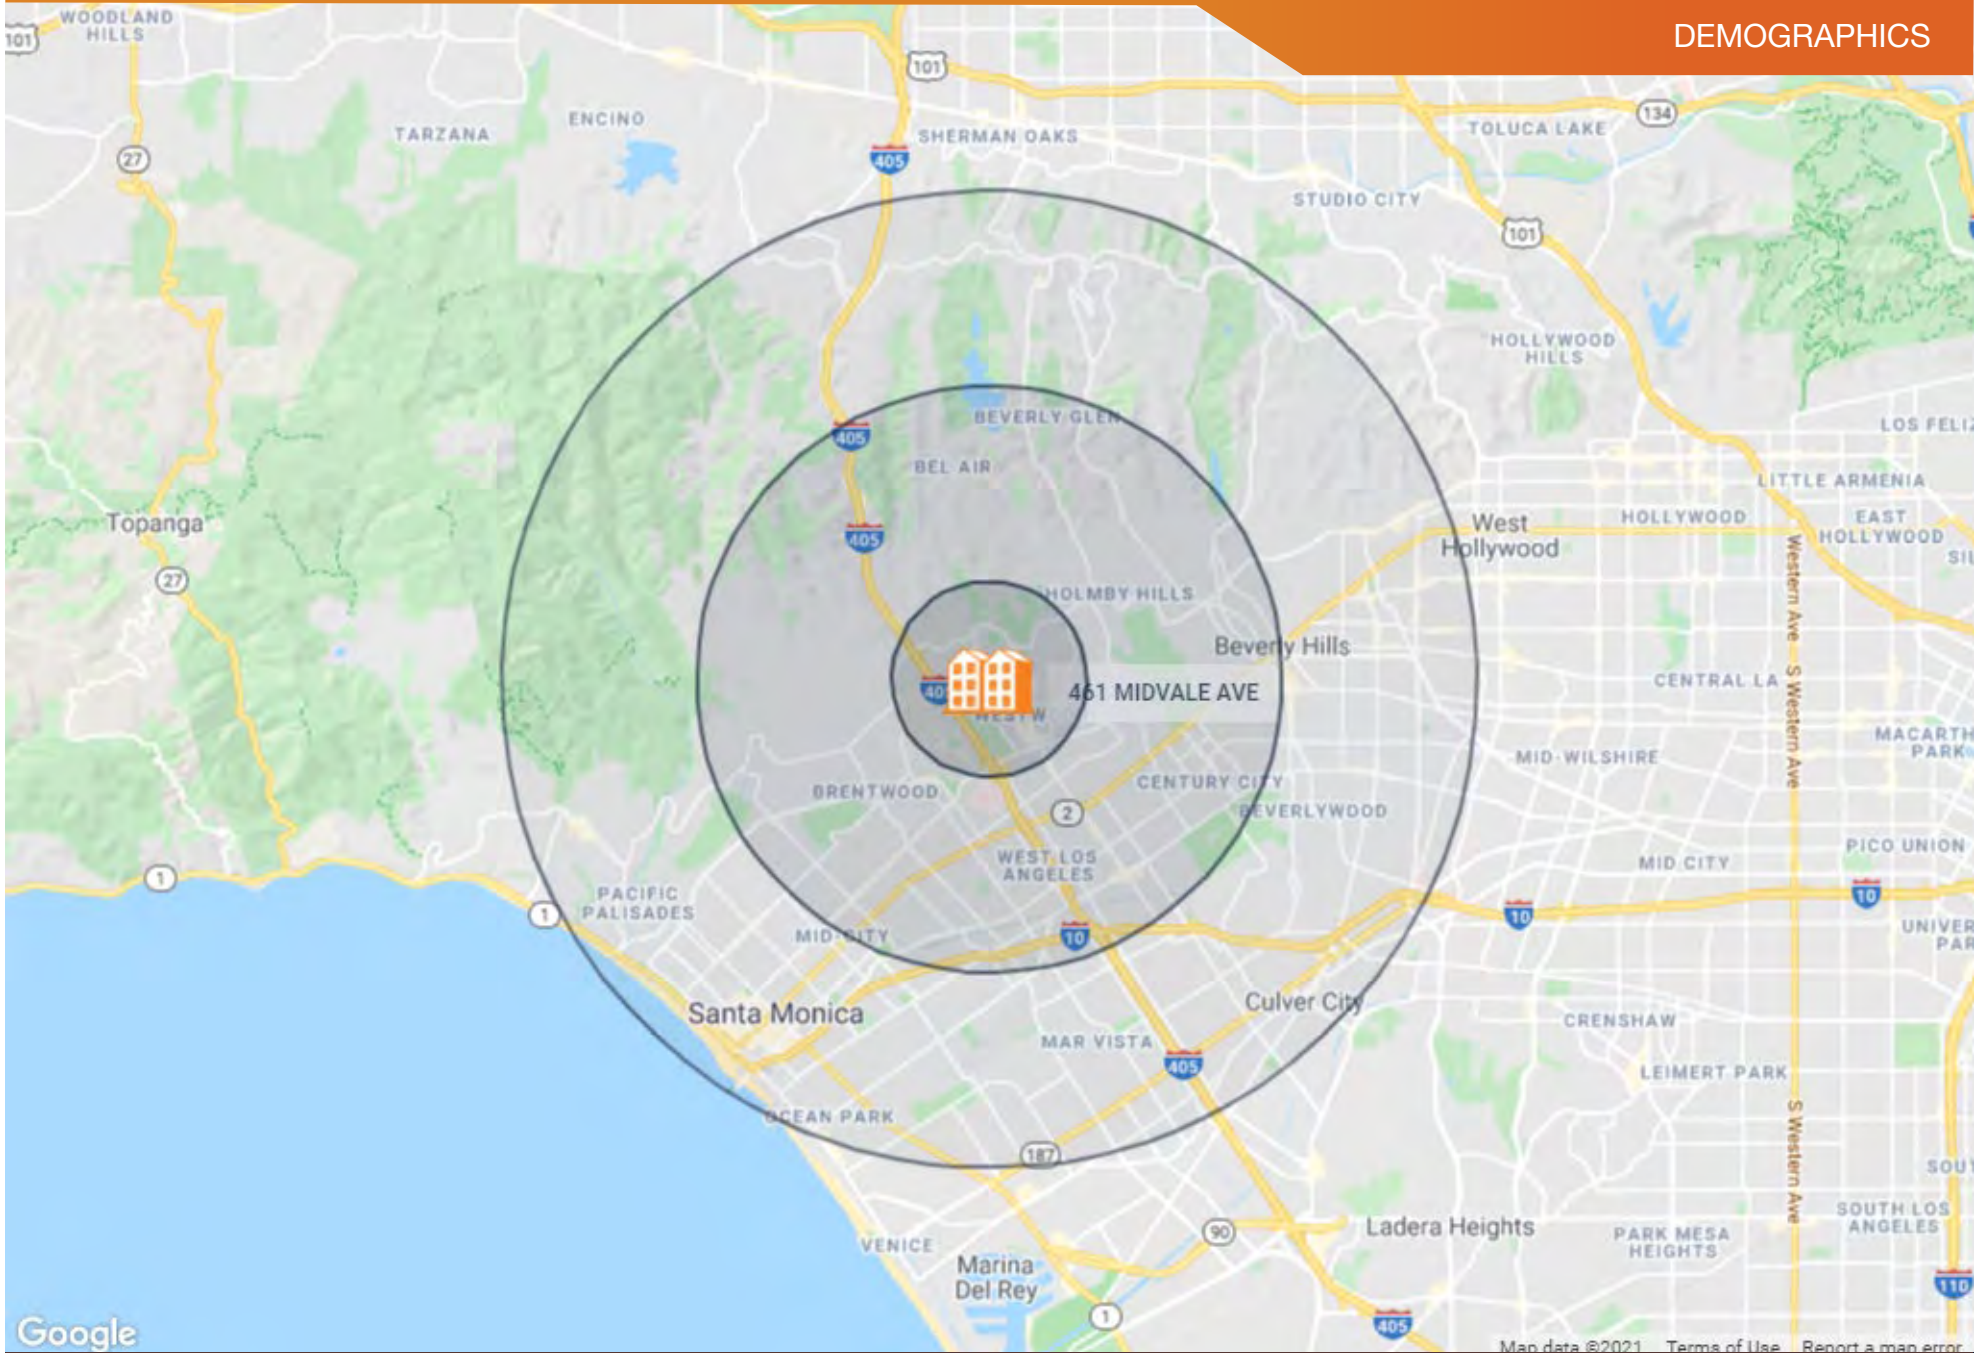 DEMOGRAPHICS
WOODLAND
HILLS
101
101
ENCINO
TARZANA
SHERMAN OAKS
134
TOLUCA LAKE
27
405
STUDIO CITY
101
HOLLYWOOD
HILLS
BEVERLY GLEN
405
BEL AIR
LOS FELIZ
LITTLE ARMENIA
Topanga
405
West
Hollywood
HOLLYWOOD
EAST
HOLLYWOOD
27
HOLMBY HILLS
Western Ave
Beverly Hills
461 MIDVALE AVE
CENTRAL LA
S Western Ave
MID-WILSHIRE
MACARTH
PARK
BRENTWOOD
CENTURY CITY
2
BEVERLYWOOD
WEST LOS
ANGELES
MID CITY
PICO UNION
1
PACIFIC
PALISADES
1
MID-CITY
10
10
10
UNIVER
PAR
Santa Monica
Culver City
CRENSHAW
MAR VISTA
405
LEIMERT PARK
OCEAN PARK
S Western Ave
187
SOUT
VENICE
90
Ladera Heights
PARK MESA
HEIGHTS
SOUTH LOS
ANGELES
Marina
Del Rey
110
1
405
Google
Map data ©2021 Terms of Use Report a map error